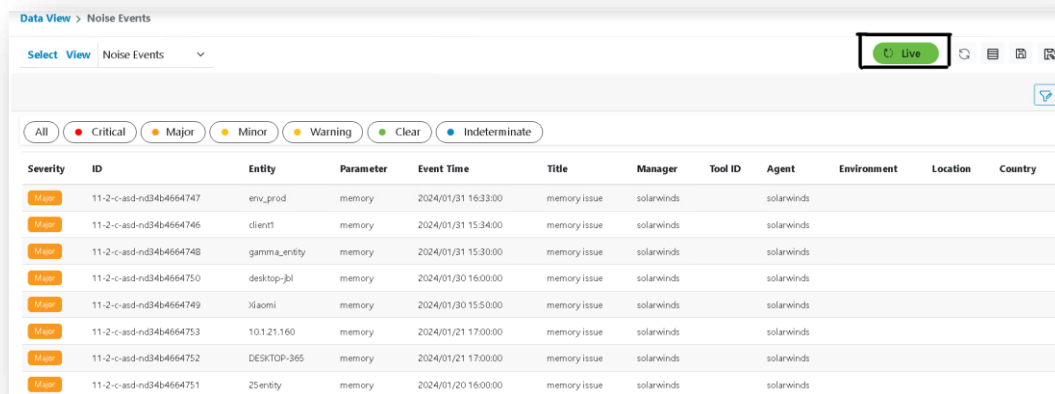 Data View > Noise Events
Select View Noise Events Live
All Critical Major Minor Warning Clear Indeterminate
Severity ID Entity Parameter Event Time Title Manager Tool ID Agent Environment Location Country
Major 11-2-c-asd-nd34b4664747 env_prod memory 2024/01/31 16:33:00 memory issue solarwinds solarwinds
Major 11-2-c-asd-nd34b4664746 client1 memory 2024/01/31 15:34:00 memory issue solarwinds solarwinds
Major 11-2-c-asd-nd34b4664748 gamma_entity memory 2024/01/31 15:30:00 memory issue solarwinds solarwinds
Major 11-2-c-asd-nd34b4664750 desktop-jbl memory 2024/01/30 16:00:00 memory issue solarwinds solarwinds
Major 11-2-c-asd-nd34b4664749 Xiaomi memory 2024/01/30 15:50:00 memory issue solarwinds solarwinds
Major 11-2-c-asd-nd34b4664753 10.1.21.160 memory 2024/01/21 17:00:00 memory issue solarwinds solarwinds
Major 11-2-c-asd-nd34b4664752 DESKTOP-365 memory 2024/01/21 17:00:00 memory issue solarwinds solarwinds
Major 11-2-c-asd-nd34b4664751 25entity memory 2024/01/20 16:00:00 memory issue solarwinds solarwinds